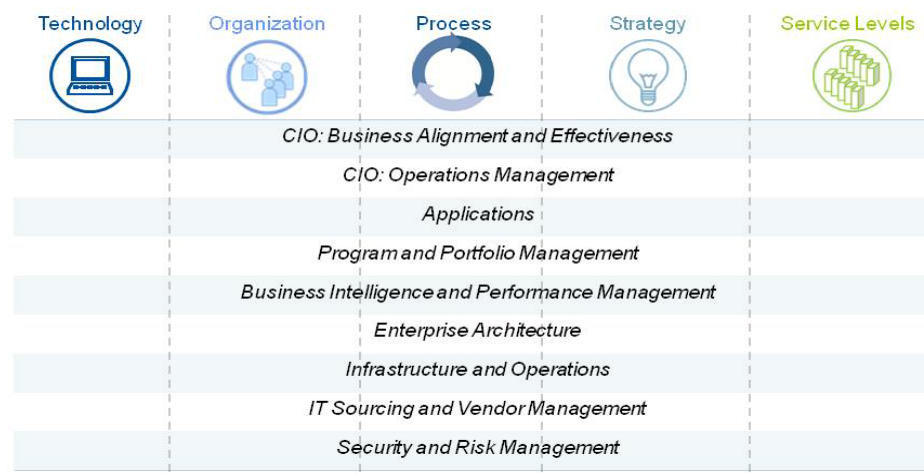 Technology Organization Process Strategy Service Levels
CIO: Business Alignment and Effectiveness
CIO: Operations Management
Applications
Program and Portfolio Management
Business Intelligence and Performance Management
Enterprise Architecture
Infrastructure and Operations
IT Sourcing and Vendor Management
Security and Risk Management